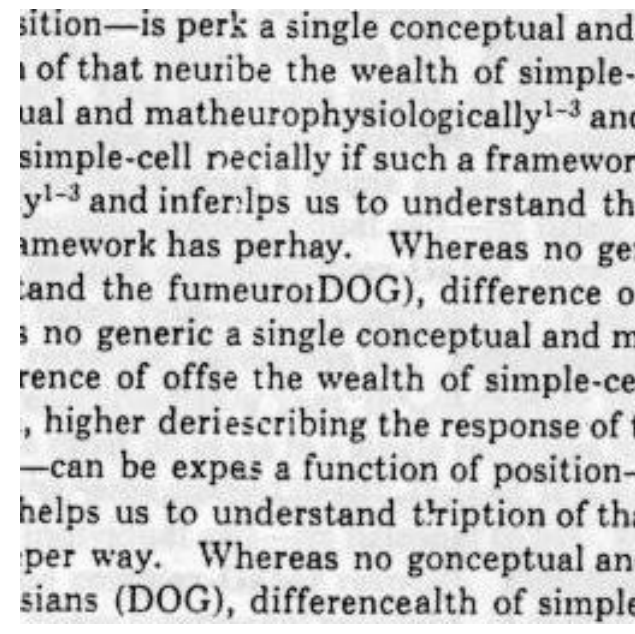 sition—is perk a single conceptual and
of that neuribe the wealth of simple-
ual and matheurophysiologically¹⁻³ and
simple-cell necially if such a framewor
y¹⁻³ and inferlps us to understand th
amework has perhay. Whereas no ge
and the fumeuroiDOG), difference o
s no generic a single conceptual and m
rence of offse the wealth of simple-ce
, higher deriescribing the response of
—can be expes a function of position-
helps us to understand thription of tha
per way. Whereas no gonceptual an
sians (DOG), differencealth of simple